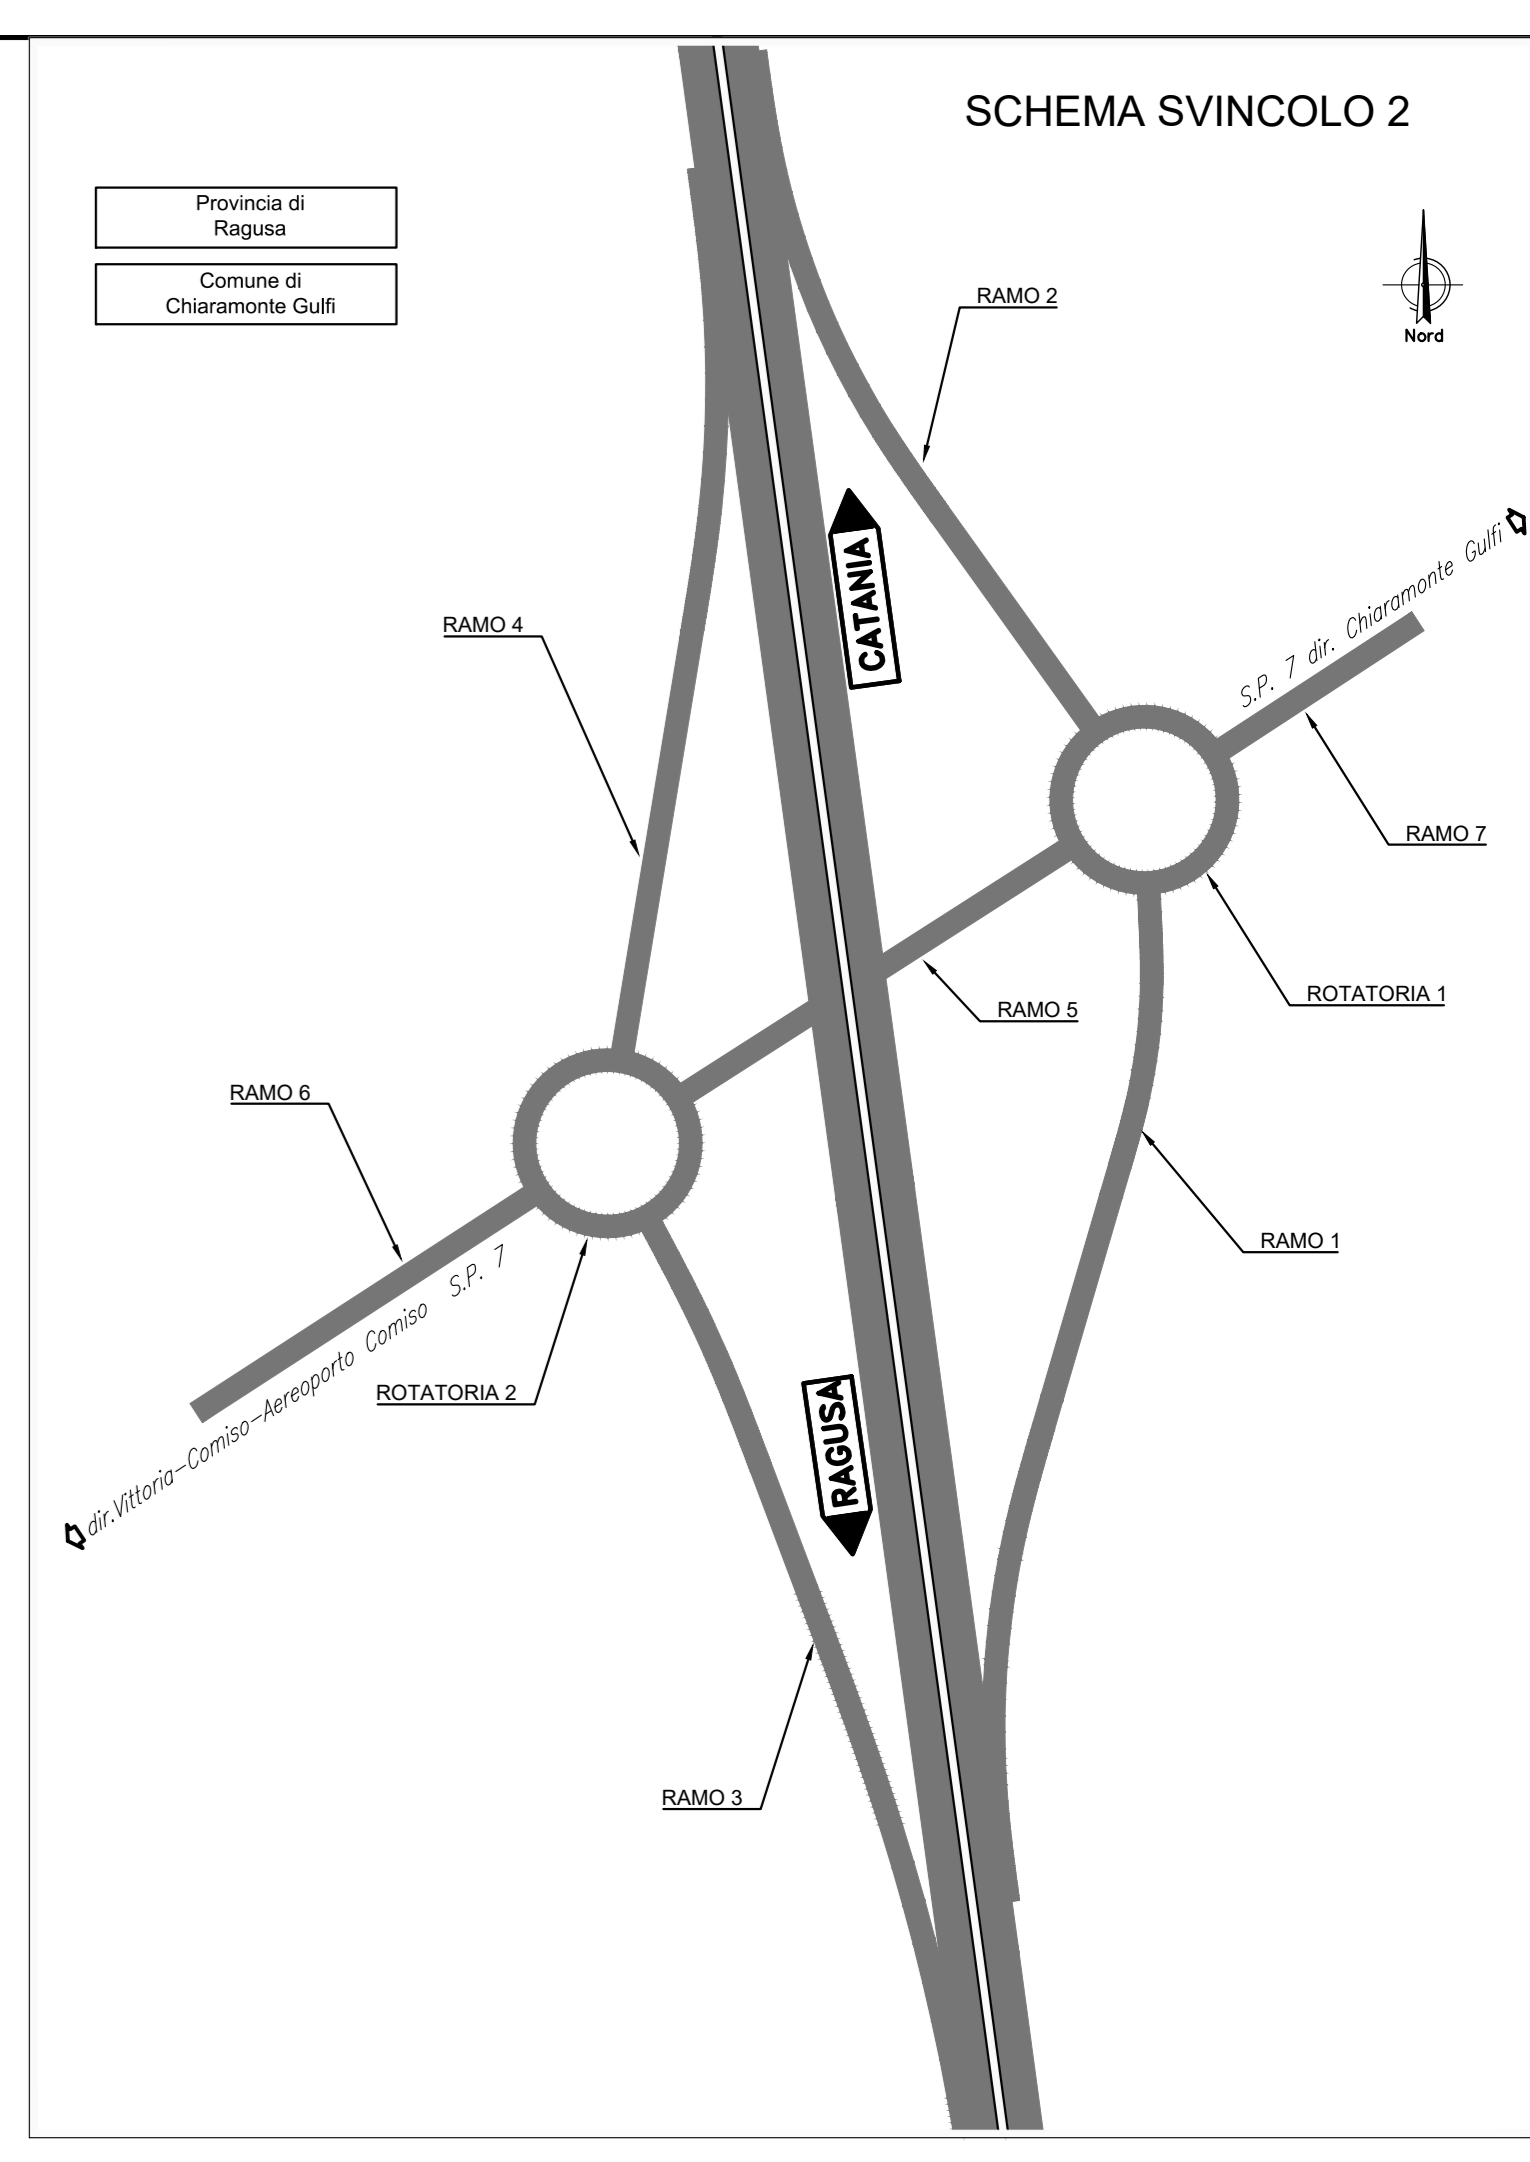 SCHEMA SVINCOLO 2
Provincia di
Ragusa
Comune di
Chiaramonte Gulfi
Nord
RAMO 2
CATANIA
S.P. 7 dir. Chiaramonte Gulfi
RAMO 4
RAMO 7
ROTATORIA 1
RAMO 5
RAMO 6
RAMO 1
S.P. 7
dir.Vittoria-Comiso-Aereoporto Comiso
ROTATORIA 2
RAGUSA
RAMO 3